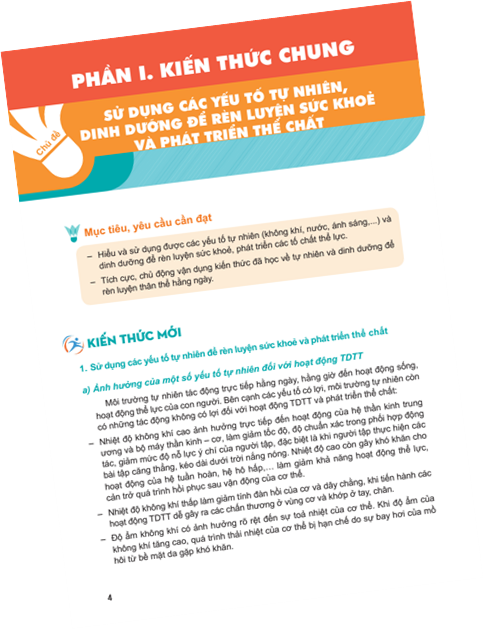 PHẦN I. KIẾN THỨC CHUNG
Chủ đề
SỬ DỤNG CÁC YẾU TỐ TỰ NHIÊN,
DINH DƯỠNG ĐỂ RÈN LUYỆN SỨC KHOẺ
VÀ PHÁT TRIỂN THỂ CHẤT
Mục tiêu, yêu cầu cần đạt
– Hiểu và sử dụng được các yếu tố tự nhiên (không khí, nước, ánh sáng,...) và
dinh dưỡng để rèn luyện sức khoẻ, phát triển các tố chất thể lực.
– Tích cực, chủ động vận dụng kiến thức đã học về tự nhiên và dinh dưỡng để
rèn luyện thân thể hằng ngày.
KIẾN THỨC MỚI
1. Sử dụng các yếu tố tự nhiên để rèn luyện sức khoẻ và phát triển thể chất
a) Ảnh hưởng của một số yếu tố tự nhiên đối với hoạt động TDTT
Môi trường tự nhiên tác động trực tiếp hằng ngày, hằng giờ đến hoạt động sống,
hoạt động thể lực của con người. Bên cạnh các yếu tố có lợi, môi trường tự nhiên còn
có những tác động không có lợi đối với hoạt động TDTT và phát triển thể chất:
– Nhiệt độ không khí cao ảnh hưởng trực tiếp đến hoạt động của hệ thần kinh trung
ương và bộ máy thần kinh – cơ, làm giảm tốc độ, độ chuẩn xác trong phối hợp động
tác, giảm mức độ nỗ lực ý chí của người tập, đặc biệt là khi người tập thực hiện các
bài tập căng thẳng, kéo dài dưới trời nắng nóng. Nhiệt độ cao còn gây khó khăn cho
hoạt động của hệ tuần hoàn, hệ hô hấp,... làm giảm khả năng hoạt động thể lực,
cản trở quá trình hồi phục sau vận động của cơ thể.
– Nhiệt độ không khí thấp làm giảm tính đàn hồi của cơ và dây chằng, khi tiến hành các
hoạt động TDTT dễ gây ra các chấn thương ở vùng cơ và khớp ở tay, chân.
– Độ ẩm không khí có ảnh hưởng rõ rệt đến sự toả nhiệt của cơ thể. Khi độ ẩm của
không khí tăng cao, quá trình thải nhiệt của cơ thể bị hạn chế do sự bay hơi của mồ
hôi từ bề mặt da gặp khó khăn.
4